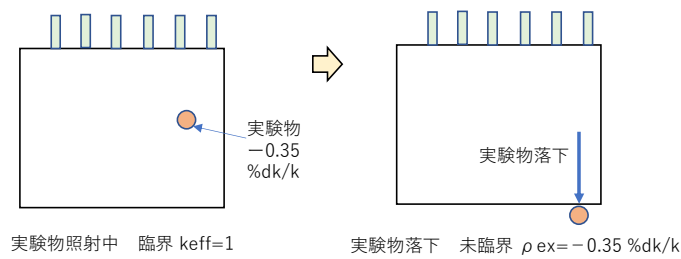 実験物
－0.35
%dk/k
実験物落下
実験物照射中　臨界 keff=1
実験物落下　未臨界 ρex=－0.35 %dk/k